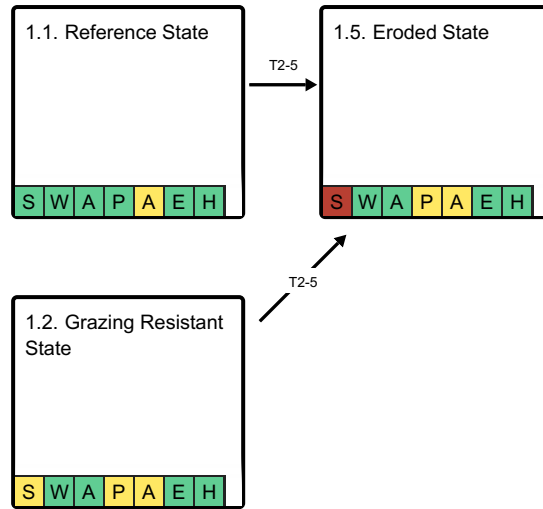 1.1. Reference State
S W A P A E H
T2-5
1.5. Eroded State
S W A P A E H
T2-5
1.2. Grazing Resistant
State
S W A P A E H